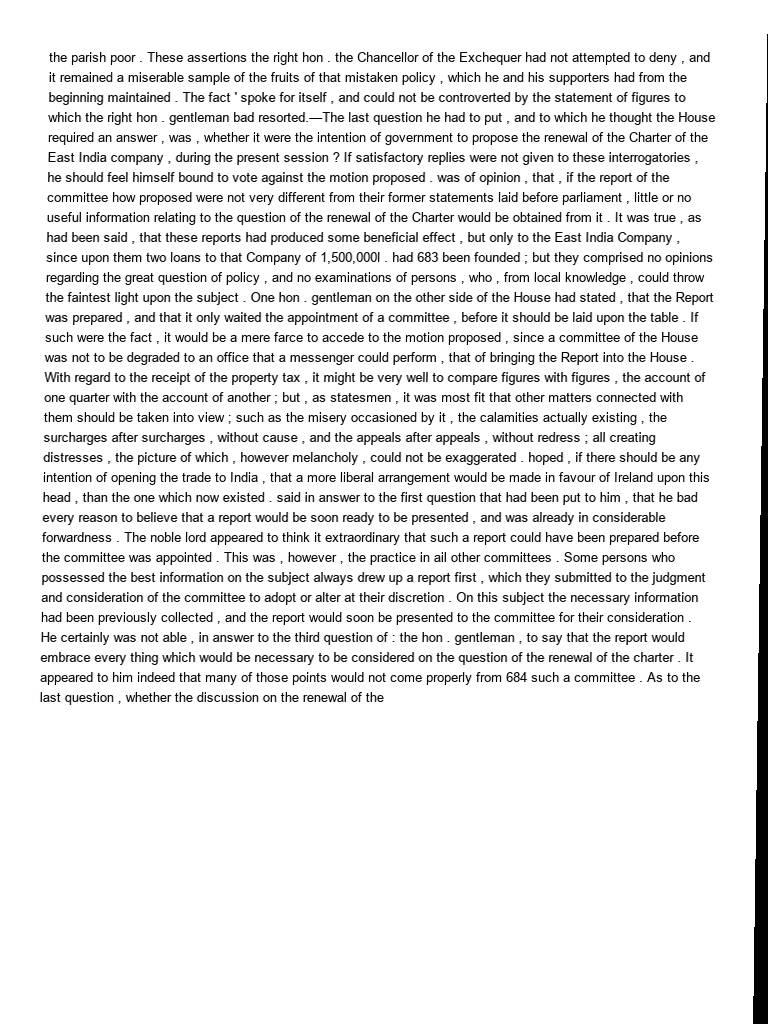 the parish poor . These assertions the right hon . the Chancellor of the Exchequer had not attempted to deny , and
it remained a miserable sample of the fruits of that mistaken policy , which he and his supporters had from the
beginning maintained . The fact ' spoke for itself , and could not be controverted by the statement of figures to
which the right hon . gentleman bad resorted.—The last question he had to put , and to which he thought the House
required an answer , was , whether it were the intention of government to propose the renewal of the Charter of the
East India company , during the present session ? If satisfactory replies were not given to these interrogatories ,
he should feel himself bound to vote against the motion proposed . was of opinion , that , if the report of the
committee how proposed were not very different from their former statements laid before parliament , little or no
useful information relating to the question of the renewal of the Charter would be obtained from it . It was true , as
had been said , that these reports had produced some beneficial effect , but only to the East India Company ,
since upon them two loans to that Company of 1,500,000l . had 683 been founded ; but they comprised no opinions
regarding the great question of policy , and no examinations of persons , who , from local knowledge , could throw
the faintest light upon the subject . One hon . gentleman on the other side of the House had stated , that the Report
was prepared , and that it only waited the appointment of a committee , before it should be laid upon the table . If
such were the fact , it would be a mere farce to accede to the motion proposed , since a committee of the House
was not to be degraded to an office that a messenger could perform , that of bringing the Report into the House .
With regard to the receipt of the property tax , it might be very well to compare figures with figures , the account of
one quarter with the account of another ; but , as statesmen , it was most fit that other matters connected with
them should be taken into view ; such as the misery occasioned by it , the calamities actually existing , the
surcharges after surcharges , without cause , and the appeals after appeals , without redress ; all creating
distresses , the picture of which , however melancholy , could not be exaggerated . hoped , if there should be any
intention of opening the trade to India , that a more liberal arrangement would be made in favour of Ireland upon this
head , than the one which now existed . said in answer to the first question that had been put to him , that he bad
every reason to believe that a report would be soon ready to be presented , and was already in considerable
forwardness . The noble lord appeared to think it extraordinary that such a report could have been prepared before
the committee was appointed . This was , however , the practice in ail other committees . Some persons who
possessed the best information on the subject always drew up a report first , which they submitted to the judgment
and consideration of the committee to adopt or alter at their discretion . On this subject the necessary information
had been previously collected , and the report would soon be presented to the committee for their consideration .
He certainly was not able , in answer to the third question of : the hon . gentleman , to say that the report would
embrace every thing which would be necessary to be considered on the question of the renewal of the charter . It
appeared to him indeed that many of those points would not come properly from 684 such a committee . As to the
last question , whether the discussion on the renewal of the